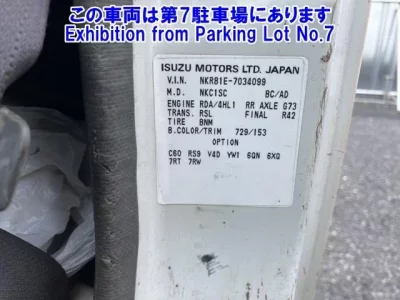 この車両は第7駐車場にあります
Exhibition from Parking Lot No.7
ISUZU MOTORS LTD. JAPAN
V.I.N. NKR81E-7034099
M.D. NKC1SC BC/AD
ENGINE RDA/4HL1 RR AXLE G73
TRANS. RSL FINAL R42
TIRE BNM
B.COLOR/TRIM 729/153
OPTION
C60 RS9 V4D YW1 6QN 6XQ
7RT 7RW